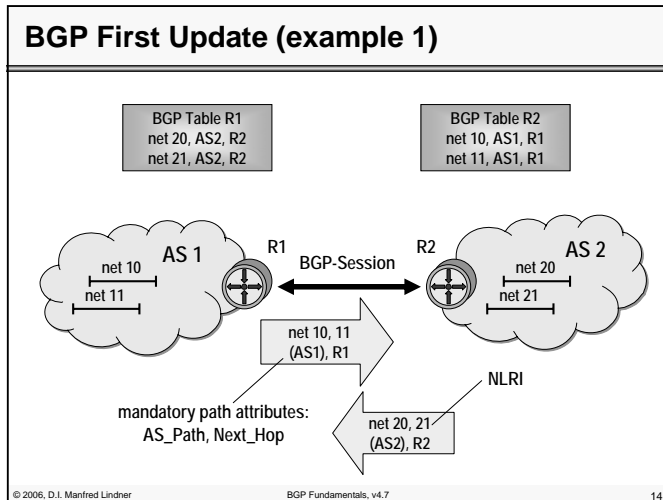 BGP First Update (example 1)
BGP Table R1
net 20, AS2, R2
net 21, AS2, R2
BGP Table R2
net 10, AS1, R1
net 11, AS1, R1
AS 1
net 10
net 11
R1
BGP-Session
R2
AS 2
net 20
net 21
net 10, 11
(AS1), R1
NLRI
mandatory path attributes:
AS_Path, Next_Hop
net 20, 21
(AS2), R2
© 2006, D.I. Manfred Lindner
BGP Fundamentals, v4.7
14